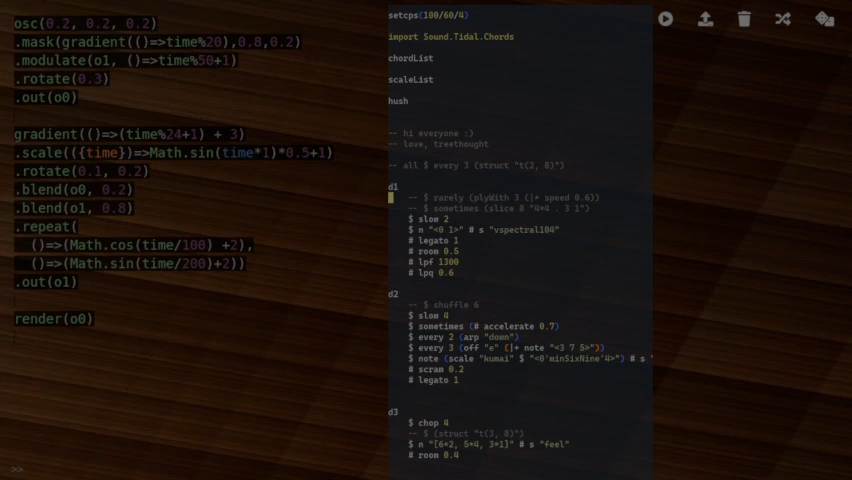 osc(0.2, 0.2, 0.2)
.mask(gradient(()=>time%20),0.8,0.2)
.modulate(o1, ()=>time%50+1)
.rotate(0.3)
.out(o0)
gradient(()=>(time%24+1) + 3)
.scale(({time})=>Math.sin(time*1)*0.5+1)
.rotate(0.1, 0.2)
.blend(o0, 0.2)
.blend(o1, 0.8)
.repeat(
()=>(Math.cos(time/100) +2),
()=>(Math.sin(time/200)+2))
.out(o1)
render(o0)
>>
setcps(100/60/4)
import Sound.Tidal.Chords
chordList
scaleList
hush
-- hi everyone :)
-- love, treethought
-- all $ every 3 (struct "t(2, 8)")
d1
-- $ rarely (plyWith 3 (|+ speed 0.6))
-- $ sometimes (slice 8 "4*4 . 3 1")
$ slow 2
$ n "<0 1>" # s "vspectral104"
# legato 1
# room 0.5
# lpf 1300
# lpq 0.6
d2
-- $ shuffle 6
$ slow 4
$ sometimes (# accelerate 0.7)
$ every 2 (arp "down")
$ every 3 (off "e" (|+ note "<3 7 5>"))
$ note (scale "kumai" $ "<0'minSixNine'4>") # s "
# scram 0.2
# legato 1
d3
$ chop 4
-- $ (struct "t(3, 8)")
$ n "[6*2, 5*4, 3*1]" # s "feel"
# room 0.4